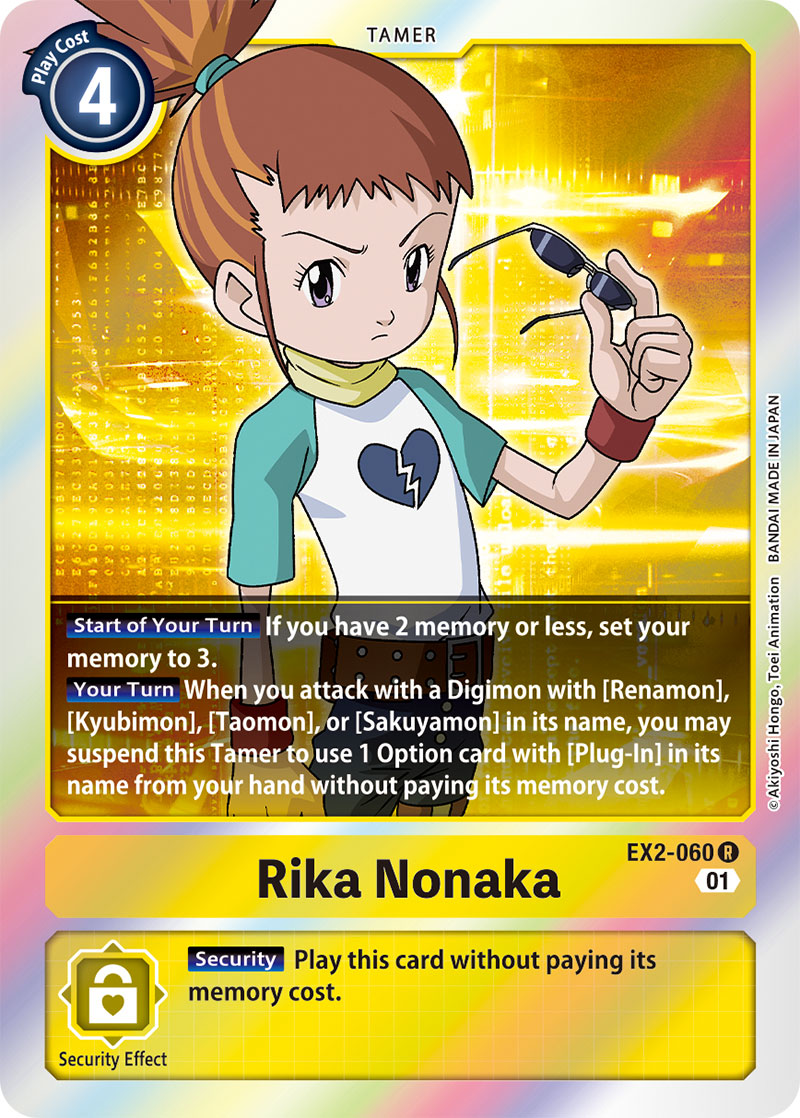 TAMER
Play Cost
4
Start of Your Turn If you have 2 memory or less, set your
memory to 3.
Your Turn When you attack with a Digimon with [Renamon],
[Kyubimon], [Taomon], or [Sakuyamon] in its name, you may
suspend this Tamer to use 1 Option card with [Plug-In] in its
name from your hand without paying its memory cost.
©Akiyoshi Hongo, Toei Animation BANDAI MADE IN JAPAN
EX2-060 R
Rika Nonaka
01
Security Play this card without paying its
memory cost.
Security Effect